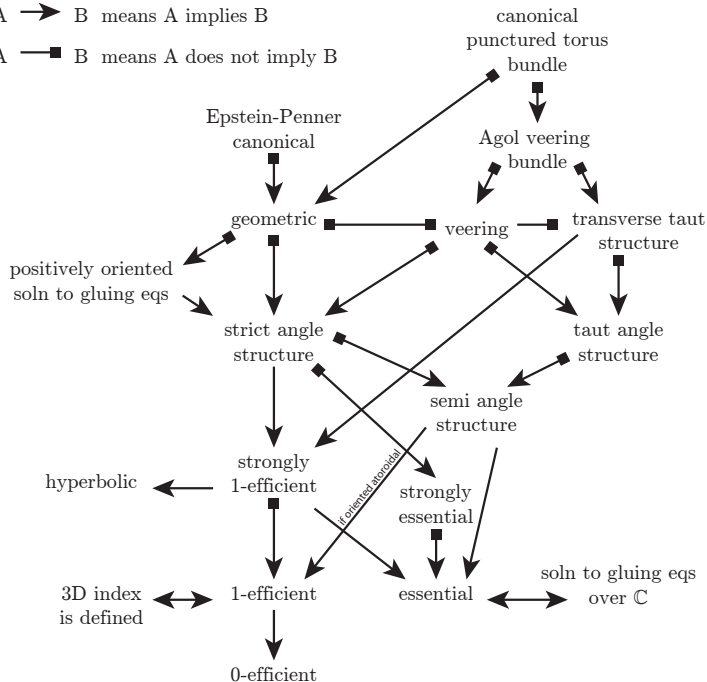 A B means A implies B
A B means A does not imply B
canonical
punctured torus
bundle
Epstein-Penner
canonical
Agol veering
bundle
geometric
veering
transverse taut
structure
positively oriented
soln to gluing eqs
strict angle
structure
taut angle
structure
semi angle
structure
if oriented atoroidal
hyperbolic
strongly
1-efficient
strongly
essential
3D index
is defined
1-efficient
essential
soln to gluing eqs
over ℂ
0-efficient